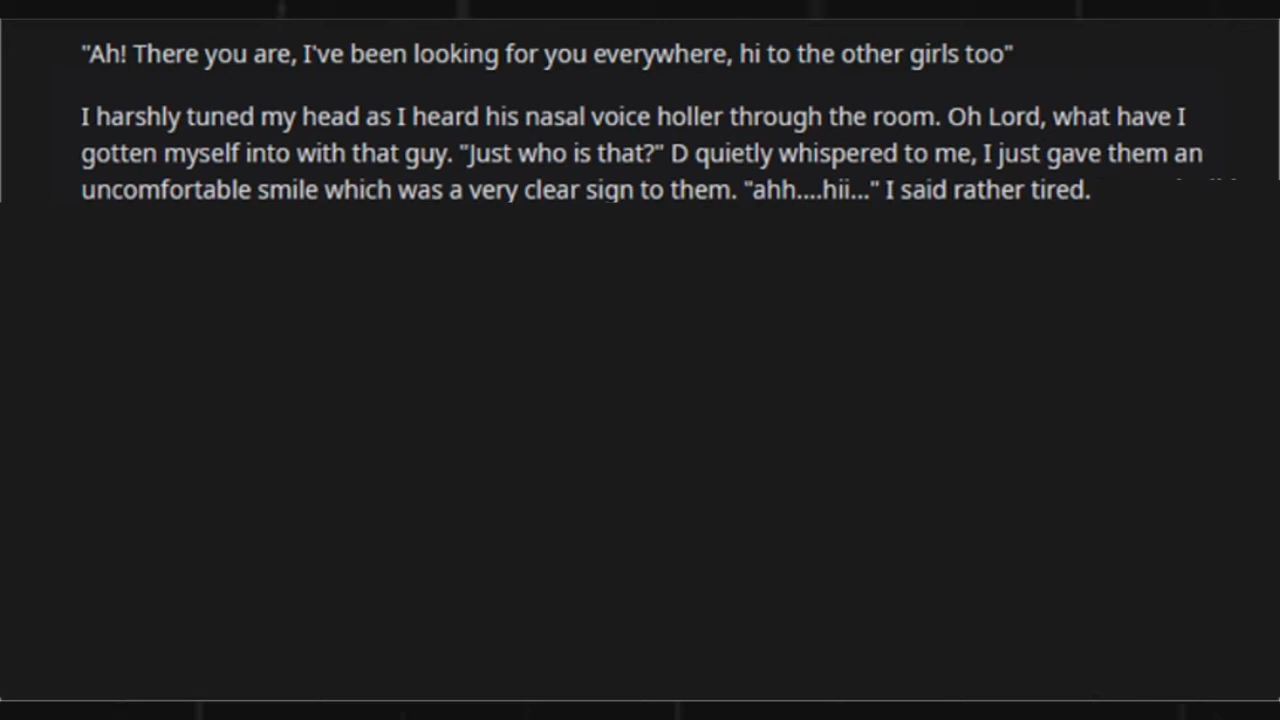 "Ah! There you are, I've been looking for you everywhere, hi to the other girls too"
I harshly tuned my head as I heard his nasal voice holler through the room. Oh Lord, what have I
gotten myself into with that guy. "Just who is that?" D quietly whispered to me, I just gave them an
uncomfortable smile which was a very clear sign to them. "ahh....hii..." I said rather tired.